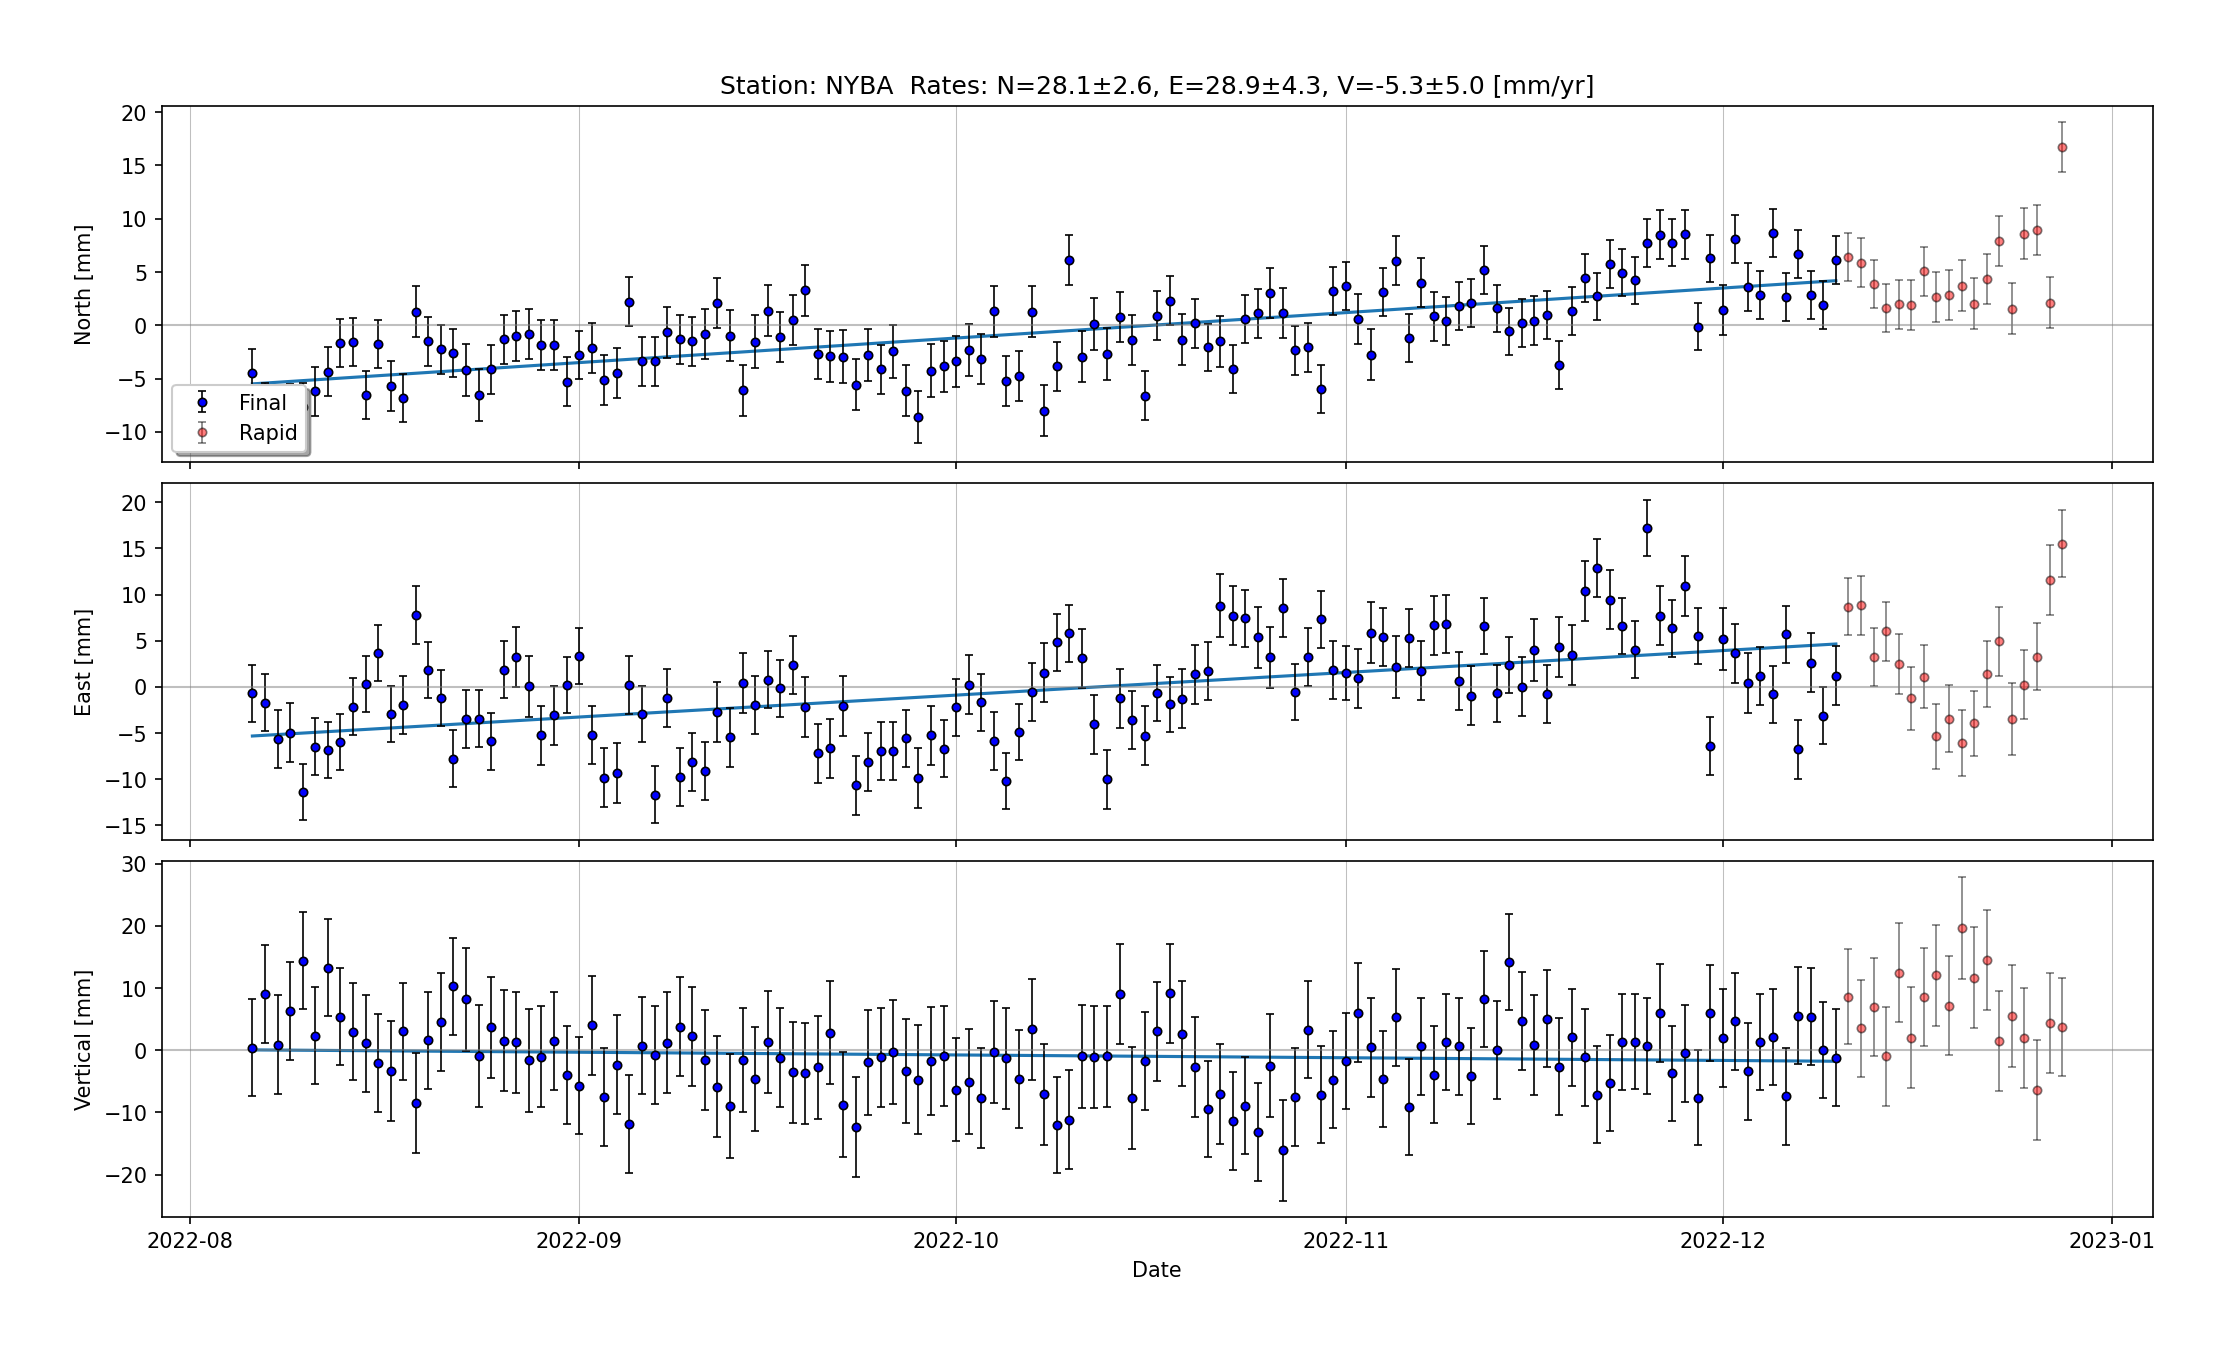 Station: NYBA  Rates: N=28.1±2.6, E=28.9±4.3, V=-5.3±5.0 [mm/yr]
20
15
10
5
0
−5
−10
North [mm]
Final
Rapid
20
15
10
5
0
−5
−10
−15
East [mm]
30
20
10
0
−10
−20
Vertical [mm]
2022-08 2022-09 2022-10 2022-11 2022-12 2023-01
Date